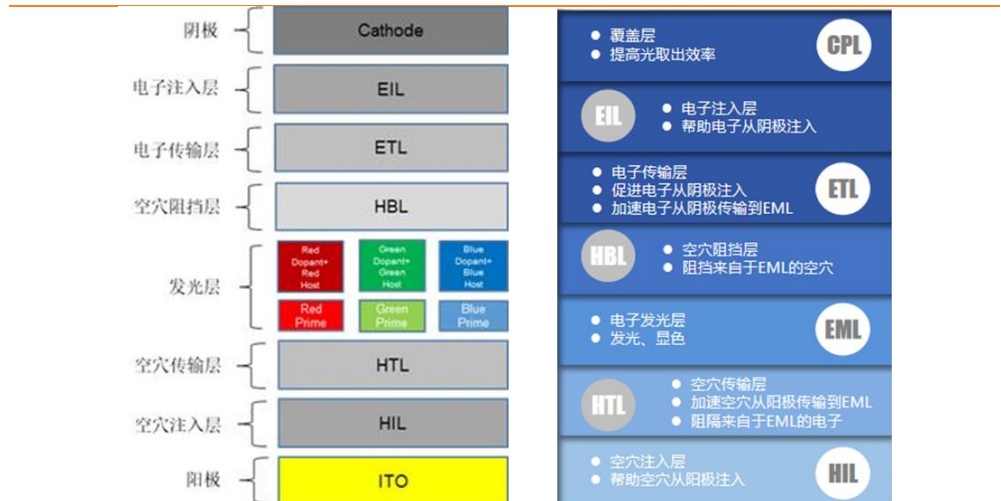 阴极
Cathode
电子注入层
EIL
电子传输层
ETL
空穴阻挡层
HBL
发光层
Red
Dopant+
Red
Host
Green
Dopant+
Green
Host
Blue
Dopant+
Blue
Host
Red
Prime
Green
Prime
Blue
Prime
空穴传输层
HTL
空穴注入层
HIL
阳极
ITO
● 覆盖层
● 提高光取出效率
CPL
EIL
● 电子注入层
● 帮助电子从阴极注入
● 电子传输层
● 促进电子从阴极注入
● 加速电子从阴极传输到EML
ETL
HBL
● 空穴阻挡层
● 阻挡来自于EML的空穴
● 电子发光层
● 发光、显色
EML
HTL
● 空穴传输层
● 加速空穴从阳极传输到EML
● 阻隔来自于EML的电子
● 空穴注入层
● 帮助空穴从阳极注入
HIL